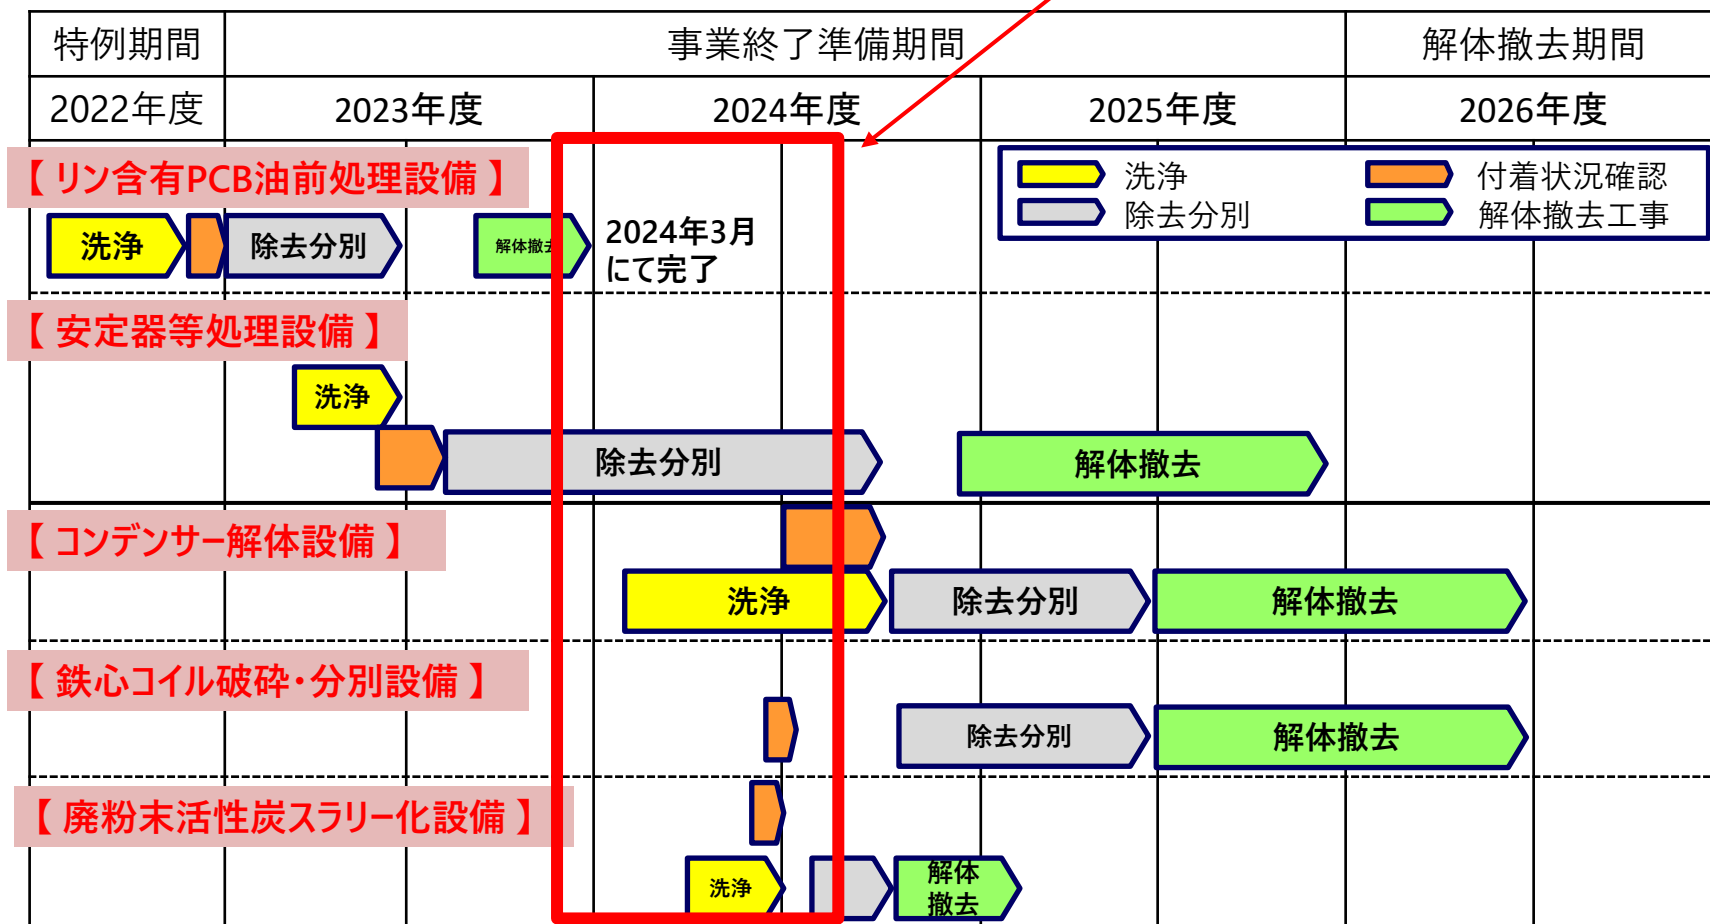 特例期間 事業終了準備期間 解体撤去期間
2022年度 2023年度 2024年度 2025年度 2026年度
【 リン含有PCB油前処理設備 】
洗浄 付着状況確認
除去分別 解体撤去工事
洗浄 除去分別 解体撤去 2024年3月
にて完了
【 安定器等処理設備 】
洗浄
除去分別 解体撤去
【 コンデンサー解体設備 】
洗浄 除去分別 解体撤去
【 鉄心コイル破砕・分別設備 】
除去分別 解体撤去
【 廃粉末活性炭スラリー化設備 】
洗浄 解体
撤去